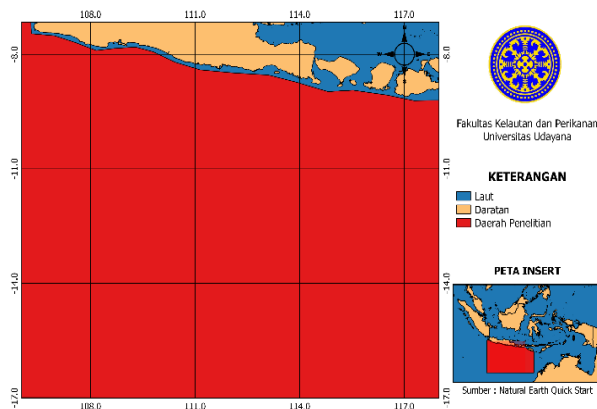 108.0 111.0 114.0 117.0
-8.0 -8.0
-11.0 -11.0
-14.0 -14.0
-17.0 -17.0
108.0 111.0 114.0 117.0
Fakultas Kelautan dan Perikanan
Universitas Udayana
KETERANGAN
Laut
Daratan
Daerah Penelitian
PETA INSERT
Sumber : Natural Earth Quick Start